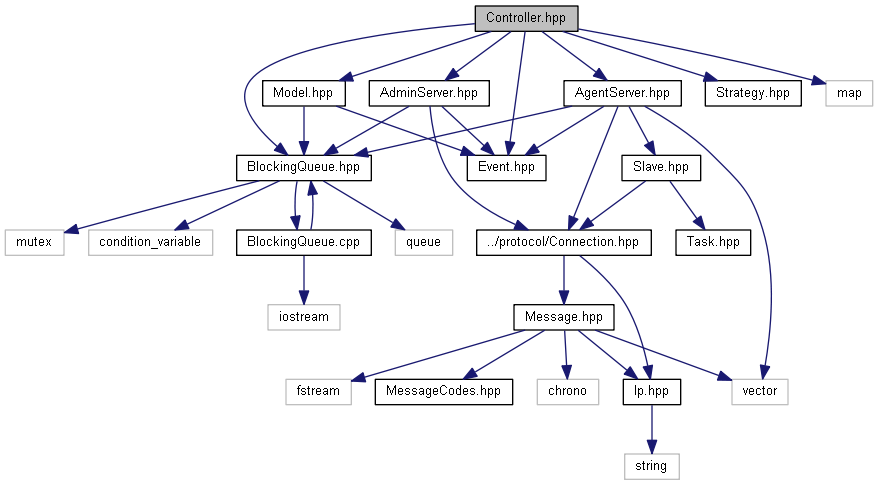 Controller.hpp
Model.hpp
AdminServer.hpp
AgentServer.hpp
Strategy.hpp
map
BlockingQueue.hpp
Event.hpp
Slave.hpp
mutex
condition_variable
BlockingQueue.cpp
queue
../protocol/Connection.hpp
Task.hpp
iostream
Message.hpp
fstream
MessageCodes.hpp
chrono
Ip.hpp
vector
string